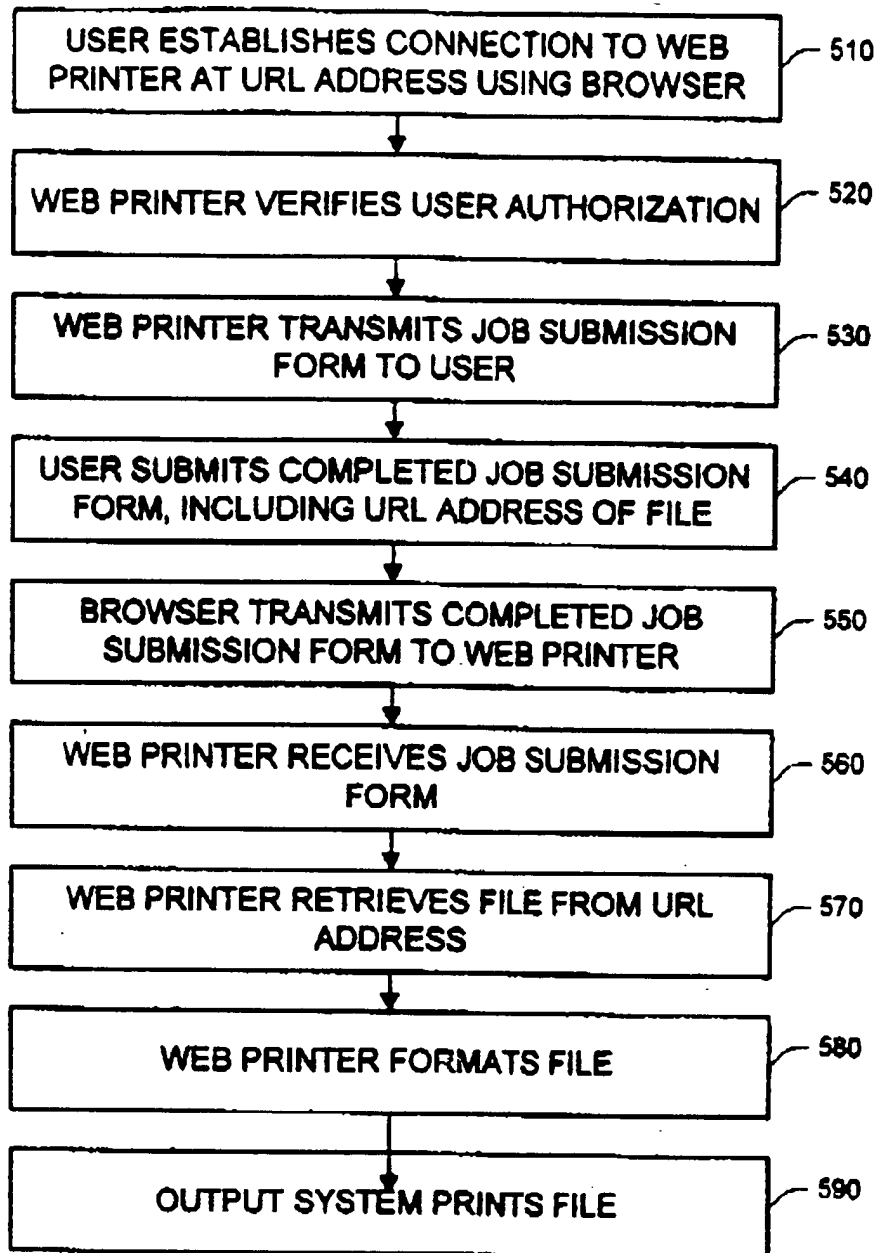 USER ESTABLISHES CONNECTION TO WEB
PRINTER AT URL ADDRESS USING BROWSER
510
WEB PRINTER VERIFIES USER AUTHORIZATION
520
WEB PRINTER TRANSMITS JOB SUBMISSION
FORM TO USER
530
USER SUBMITS COMPLETED JOB SUBMISSION
FORM, INCLUDING URL ADDRESS OF FILE
540
BROWSER TRANSMITS COMPLETED JOB
SUBMISSION FORM TO WEB PRINTER
550
WEB PRINTER RECEIVES JOB SUBMISSION
FORM
560
WEB PRINTER RETRIEVES FILE FROM URL
ADDRESS
570
WEB PRINTER FORMATS FILE
580
OUTPUT SYSTEM PRINTS FILE
590